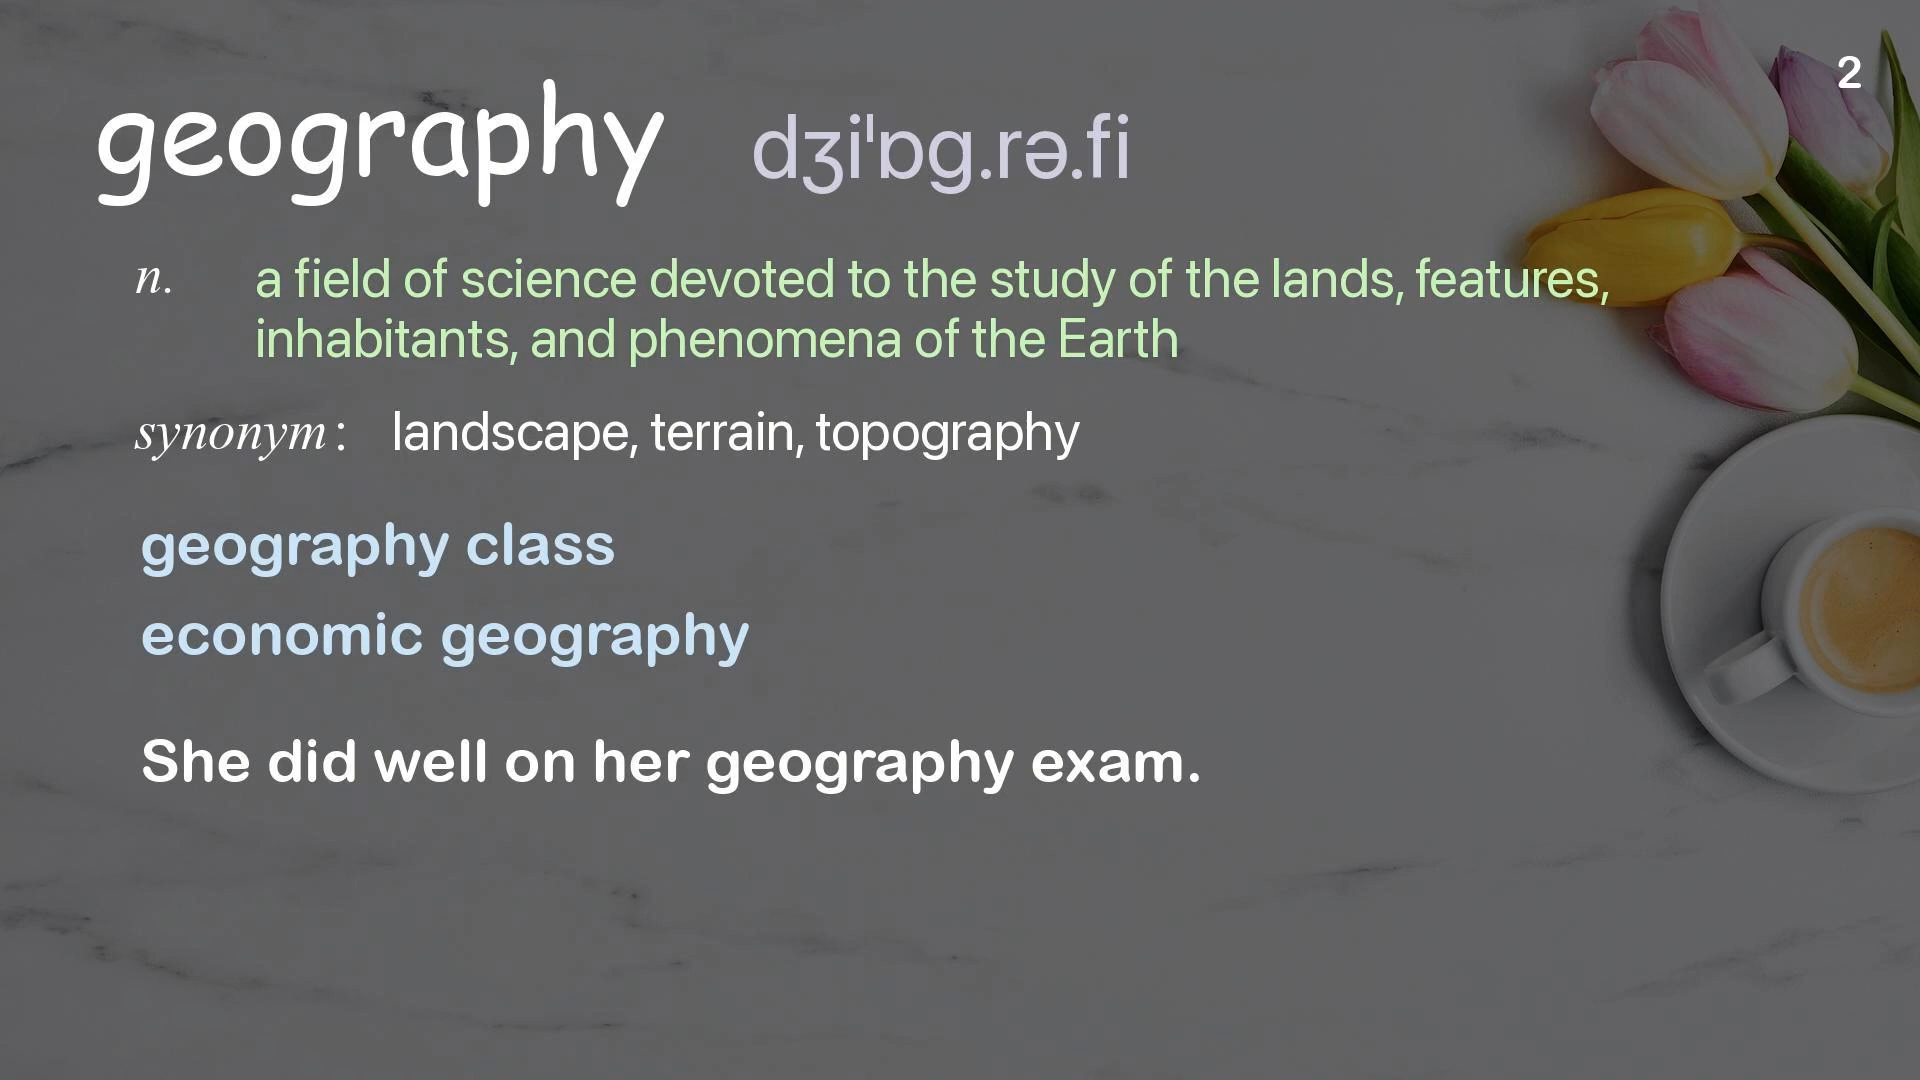 2
geography dʒiˈɒg.rə.fi
n. a field of science devoted to the study of the lands, features,
inhabitants, and phenomena of the Earth
synonym: landscape, terrain, topography
geography class
economic geography
She did well on her geography exam.